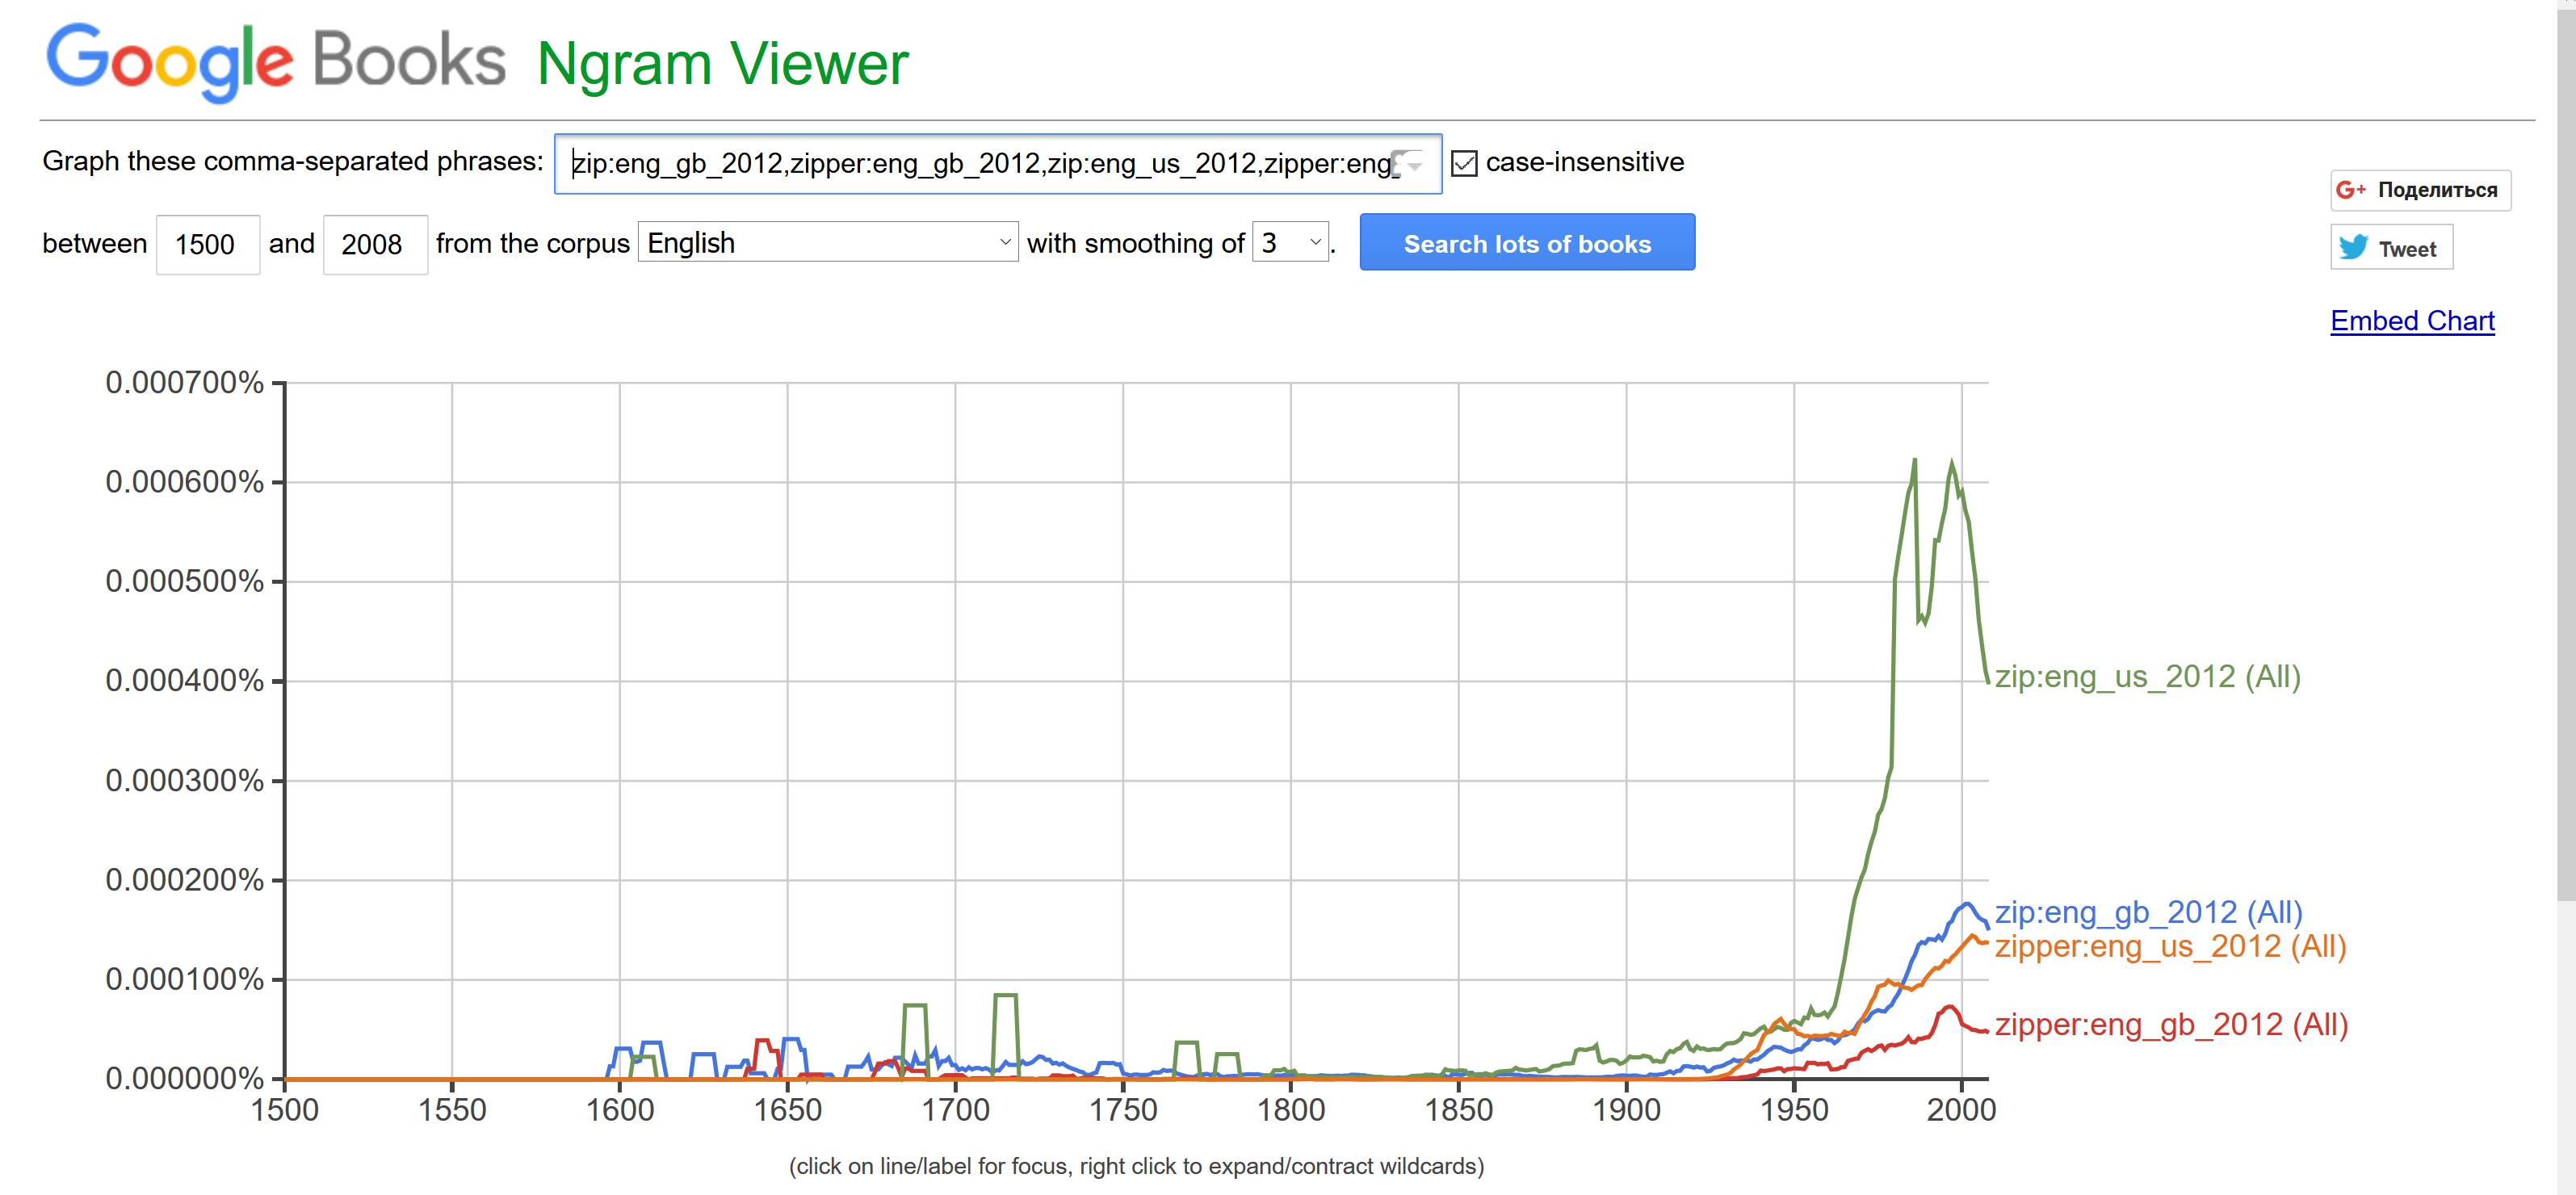 Google Books Ngram Viewer
Graph these comma-separated phrases: zip:eng_gb_2012,zipper:eng_gb_2012,zip:eng_us_2012,zipper:eng case-insensitive
G+ Поделиться
between 1500 and 2008 from the corpus English with smoothing of 3 . Search lots of books
Tweet
Embed Chart
0.000700%
0.000600%
0.000500%
0.000400%
zip:eng_us_2012 (All)
0.000300%
0.000200%
zip:eng_gb_2012 (All)
zipper:eng_us_2012 (All)
0.000100%
zipper:eng_gb_2012 (All)
0.000000%
1500 1550 1600 1650 1700 1750 1800 1850 1900 1950 2000
(click on line/label for focus, right click to expand/contract wildcards)